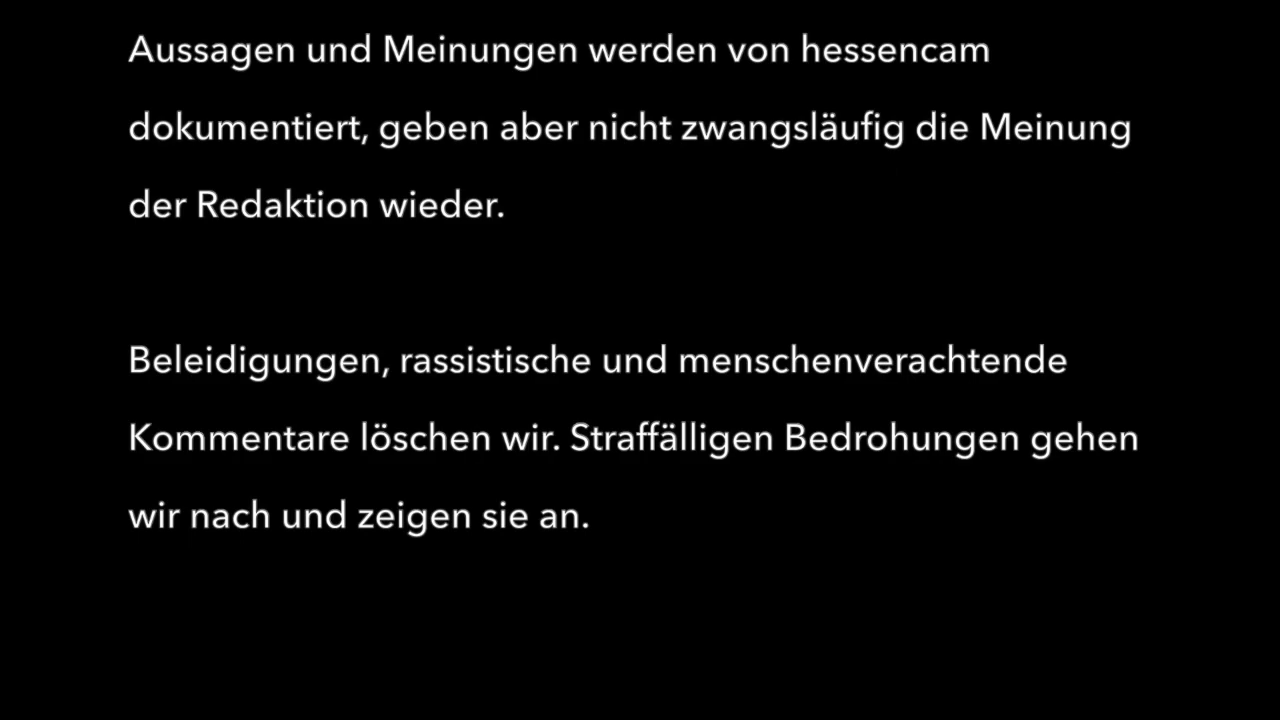 Aussagen und Meinungen werden von hessencam
dokumentiert, geben aber nicht zwangsläufig die Meinung
der Redaktion wieder.
Beleidigungen, rassistische und menschenverachtende
Kommentare löschen wir. Straffälligen Bedrohungen gehen
wir nach und zeigen sie an.